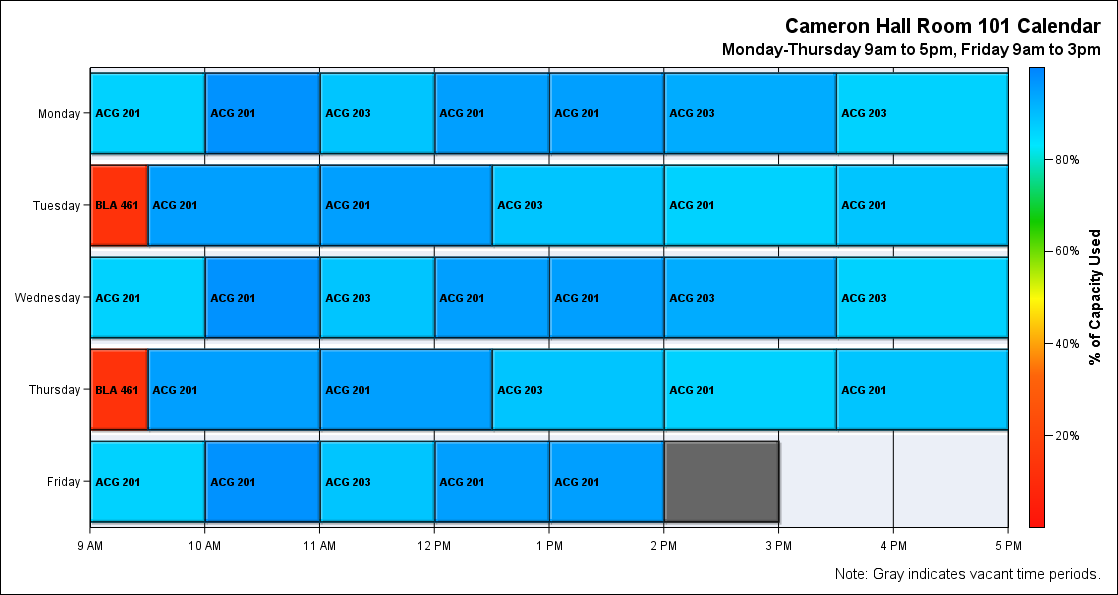 Cameron Hall Room 101 Calendar
Monday-Thursday 9am to 5pm, Friday 9am to 3pm
Monday ACG 201 ACG 201 ACG 203 ACG 201 ACG 201 ACG 203 ACG 203
80%
Tuesday BLA 461 ACG 201 ACG 201 ACG 203 ACG 201 ACG 201
60%
% of Capacity Used
Wednesday ACG 201 ACG 201 ACG 203 ACG 201 ACG 201 ACG 203 ACG 203
40%
Thursday BLA 461 ACG 201 ACG 201 ACG 203 ACG 201 ACG 201
20%
Friday ACG 201 ACG 201 ACG 203 ACG 201 ACG 201
9 AM 10 AM 11 AM 12 PM 1 PM 2 PM 3 PM 4 PM 5 PM
Note: Gray indicates vacant time periods.